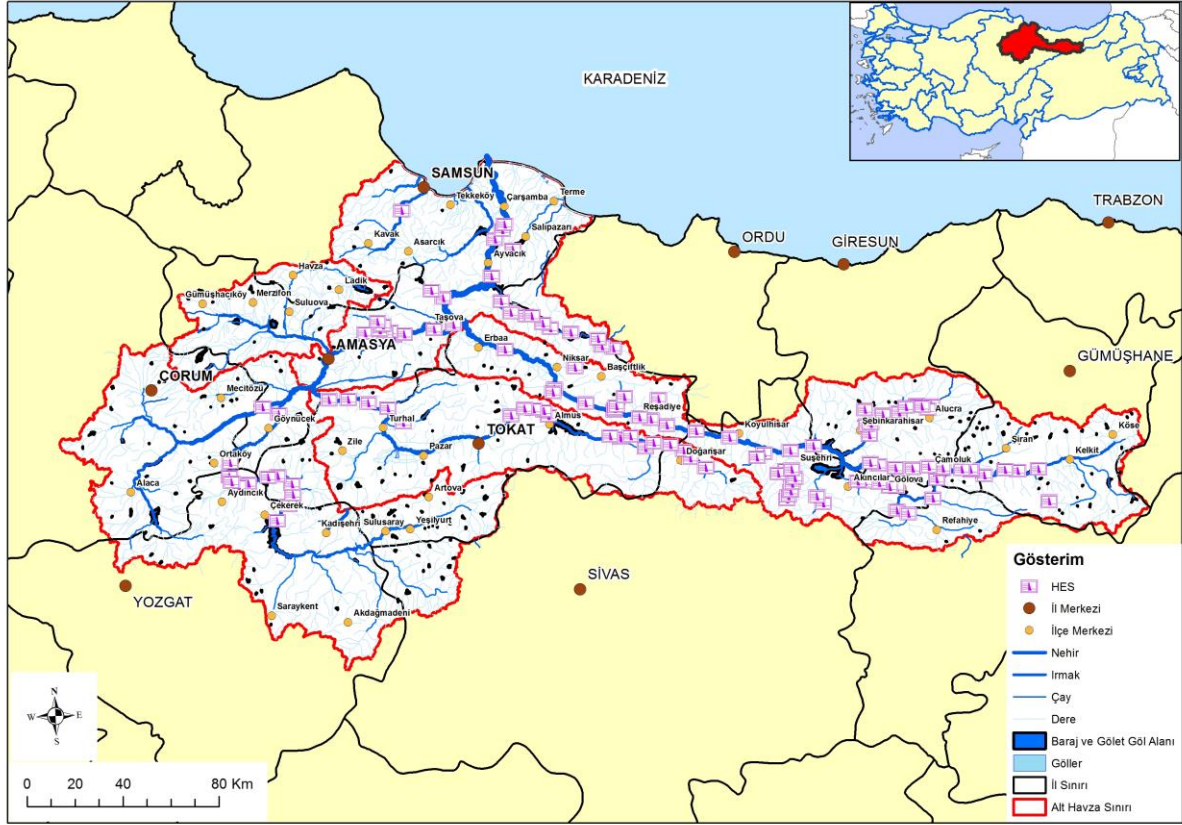 KARADENİZ
TRABZON
SAMSUN
Tekkeköy
Çarşamba
Terme
ORDU
GİRESUN
Kavak
Asarcık
Salıpazarı
Ayvacık
Havza
Ladik
Gümüşhacıköy
Merzifon
Suluova
Taşova
Erbaa
AMASYA
Niksar
Başçiftlik
GÜMÜŞHANE
ÇORUM
Mecitözü
Göynücek
Turhal
Almus
Reşadiye
Koyulhisar
Şebinkarahisar
Alucra
Köse
Zile
Pazar
TOKAT
Doğanşar
Suşehri
Çamoluk
Şiran
Kelkit
Ortaköy
Alaca
Aydıncık
Çekerek
Artova
Akıncılar
Gölova
Kadışehri
Sulusaray
Yeşilyurt
Refahiye
YOZGAT
SİVAS
Saraykent
Akdağmadeni
Gösterim
HES
İl Merkezi
İlçe Merkezi
Nehir
Irmak
Çay
Dere
Baraj ve Gölet Göl Alanı
Göller
İl Sınırı
Alt Havza Sınırı
N
W
E
S
0 20 40 80 Km